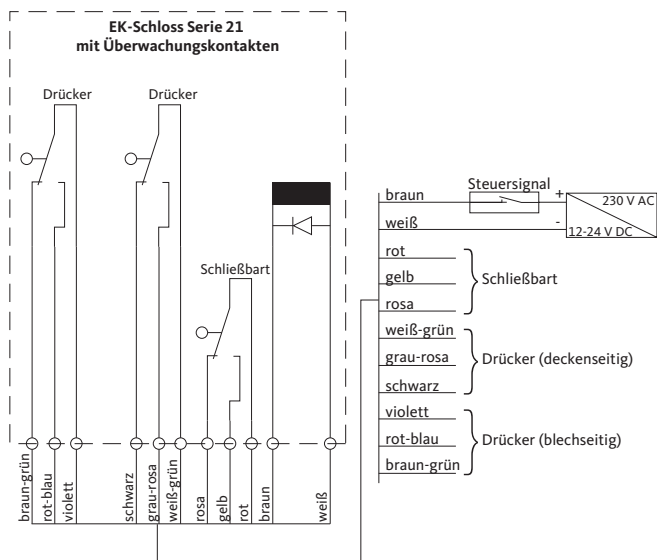 EK-Schloss Serie 21
mit Überwachungskontakten
Drücker
Drücker
Schließbart
braun-grün
rot-blau
violett
schwarz
grau-rosa
weiß-grün
rosa
gelb
rot
braun
weiß
braun
Steuersignal
+
230 V AC
weiß
-
12-24 V DC
rot
gelb
Schließbart
rosa
weiß-grün
grau-rosa
Drücker (deckenseitig)
schwarz
violett
rot-blau
Drücker (blechseitig)
braun-grün